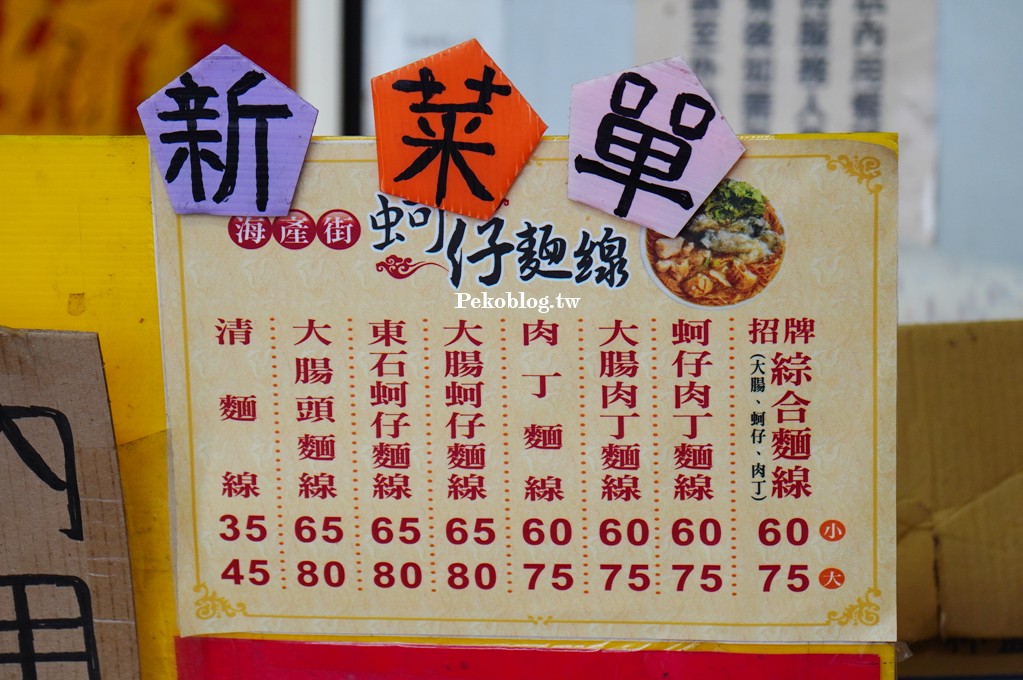 新菜單
海產街
蚵仔麵線
Pekoblog.tw
招牌綜合麵線
(大腸、蚵仔、肉丁)
60 小
75 大
蚵仔肉丁麵線
60
75
大腸肉丁麵線
60
75
肉丁麵線
60
75
大腸蚵仔麵線
65
80
東石蚵仔麵線
65
80
大腸頭麵線
65
80
清麵線
35
45